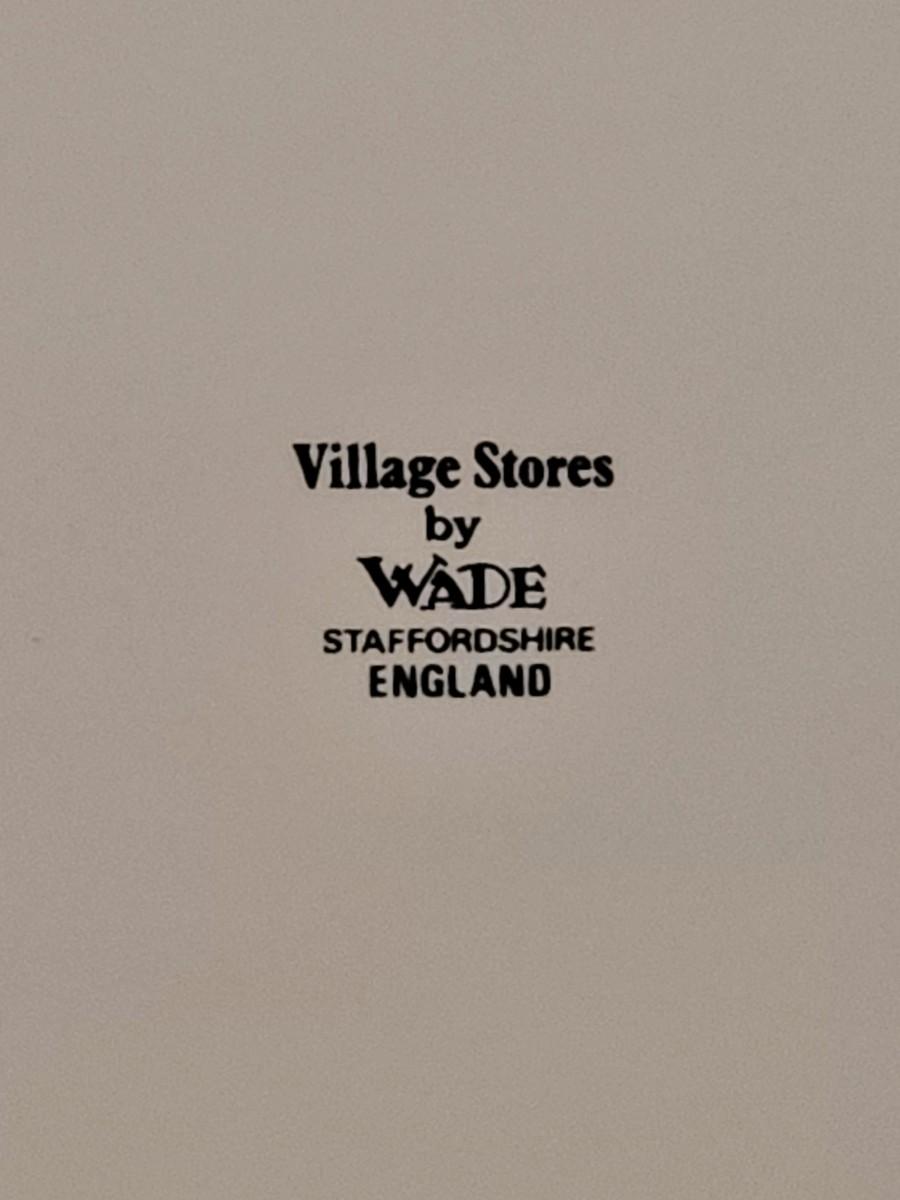 Village Stores
by
WADE
STAFFORDSHIRE
ENGLAND